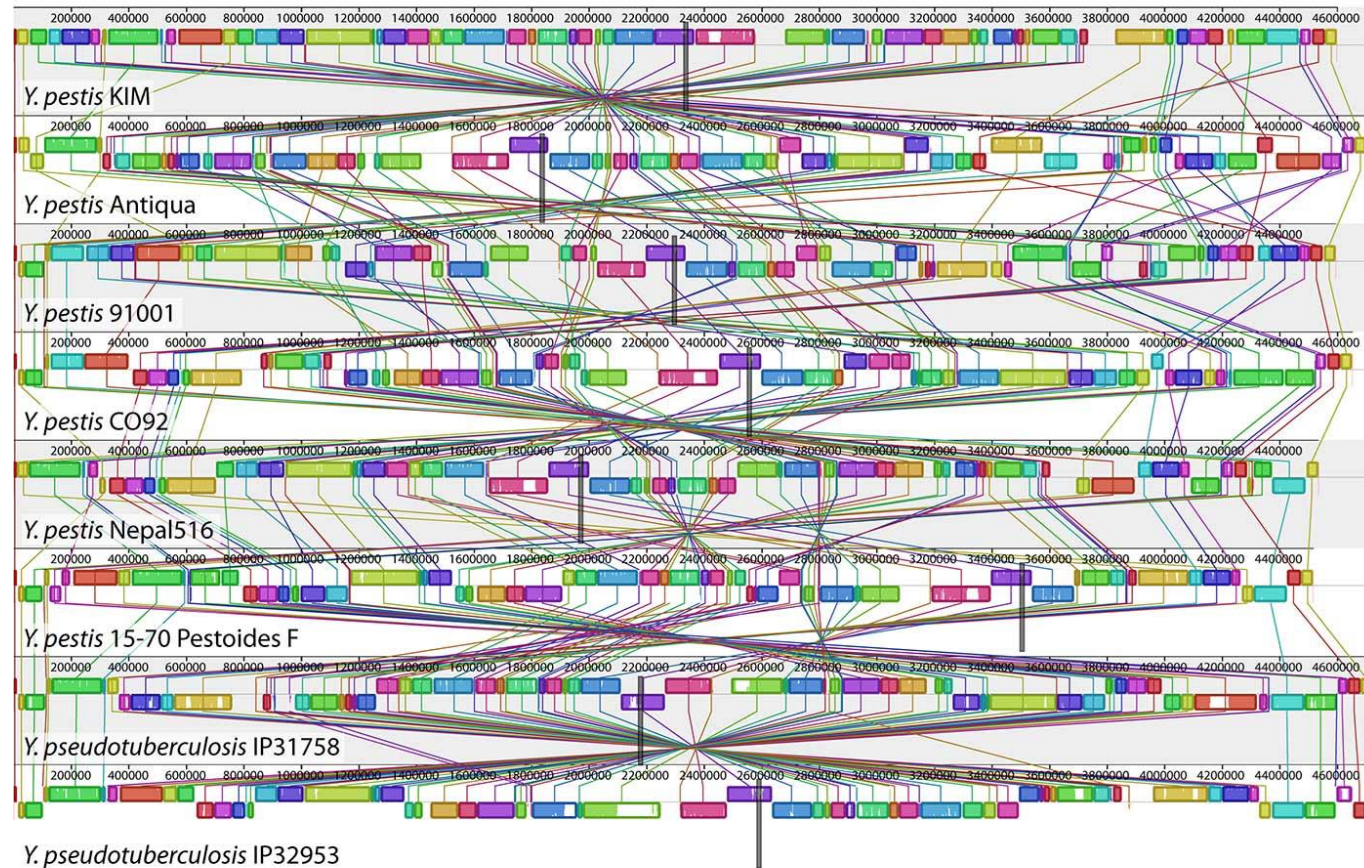 200000 400000 600000 800000 1000000 1200000 1400000 1600000 1800000 2000000 2200000 2400000 2600000 2800000 3000000 3200000 3400000 3600000 3800000 4000000 4200000 4400000 4600000
Y. pestis KIM
200000 400000 600000 800000 1000000 1200000 1400000 1600000 1800000 2000000 2200000 2400000 2600000 2800000 3000000 3200000 3400000 3600000 3800000 4000000 4200000 4400000 4600000
Y. pestis Antiqua
200000 400000 600000 800000 1000000 1200000 1400000 1600000 1800000 2000000 2200000 2400000 2600000 2800000 3000000 3200000 3400000 3600000 3800000 4000000 4200000 4400000 4600000
Y. pestis 91001
200000 400000 600000 800000 1000000 1200000 1400000 1600000 1800000 2000000 2200000 2400000 2600000 2800000 3000000 3200000 3400000 3600000 3800000 4000000 4200000 4400000 4600000
Y. pestis CO92
200000 400000 600000 800000 1000000 1200000 1400000 1600000 1800000 2000000 2200000 2400000 2600000 2800000 3000000 3200000 3400000 3600000 3800000 4000000 4200000 4400000
Y. pestis Nepal516
200000 400000 600000 800000 1000000 1200000 1400000 1600000 1800000 2000000 2200000 2400000 2600000 2800000 3000000 3200000 3400000 3600000 3800000 4000000 4200000 4400000
Y. pestis 15-70 Pestoides F
200000 400000 600000 800000 1000000 1200000 1400000 1600000 1800000 2000000 2200000 2400000 2600000 2800000 3000000 3200000 3400000 3600000 3800000 4000000 4200000 4400000 4600000
Y. pseudotuberculosis IP31758
200000 400000 600000 800000 1000000 1200000 1400000 1600000 1800000 2000000 2200000 2400000 2600000 2800000 3000000 3200000 3400000 3600000 3800000 4000000 4200000 4400000 4600000
Y. pseudotuberculosis IP32953